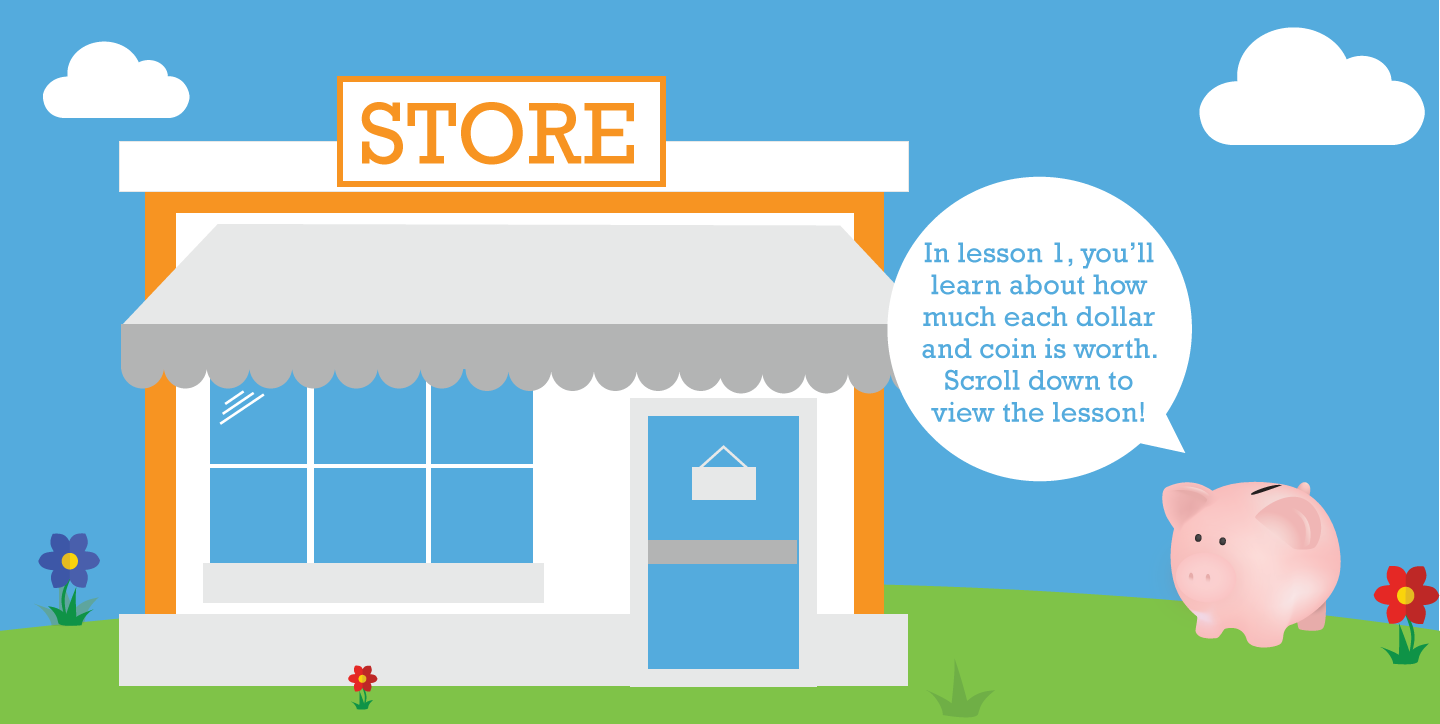 STORE
In lesson 1, you’ll
learn about how
much each dollar
and coin is worth.
Scroll down to
view the lesson!